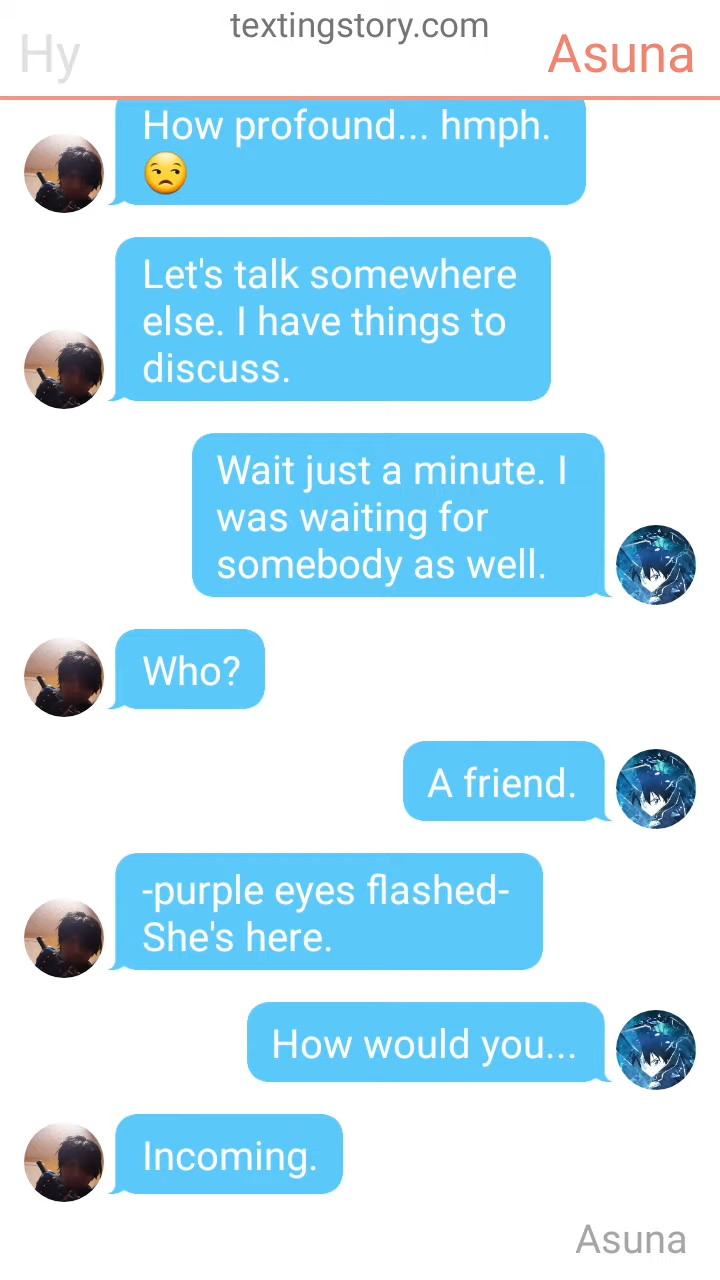 textingstory.com
Hy
Asuna
How profound... hmph.
😒
Let's talk somewhere
else. I have things to
discuss.
Wait just a minute. I
was waiting for
somebody as well.
Who?
A friend.
-purple eyes flashed-
She's here.
How would you...
Incoming.
Asuna